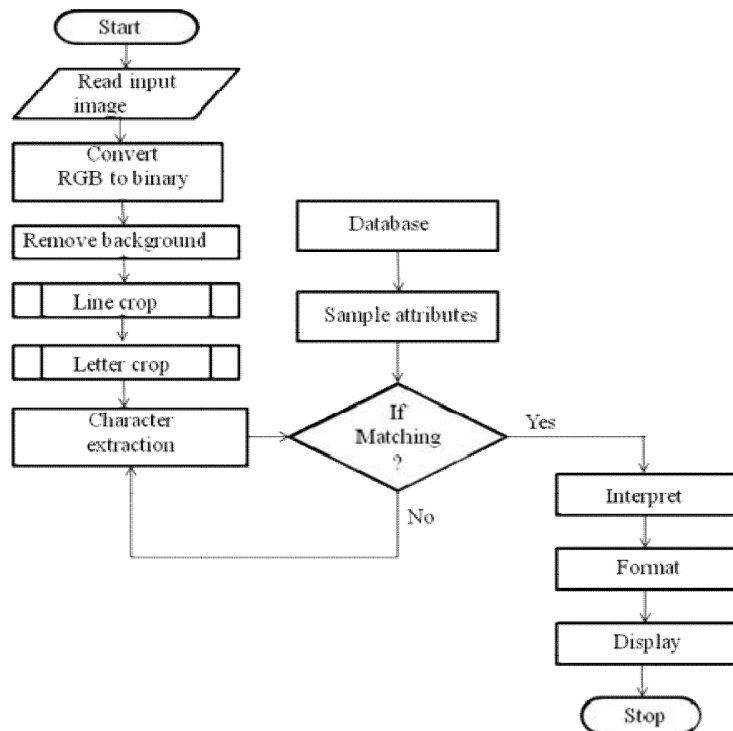 Start
Read input
image
Convert
RGB to binary
Remove background
Line crop
Letter crop
Character
extraction
Database
Sample attributes
If
Matching
?
Yes
No
Interpret
Format
Display
Stop